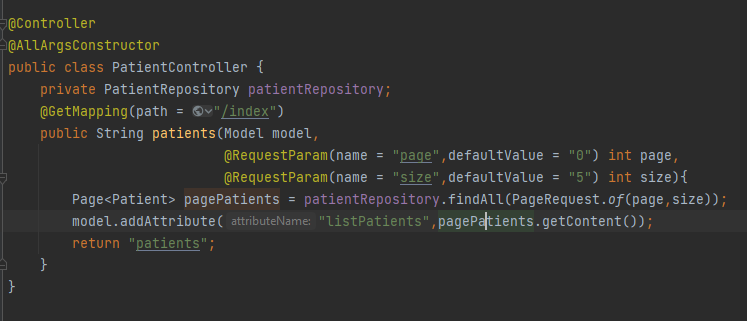 @Controller
@AllArgsConstructor
public class PatientController {
    private PatientRepository patientRepository;
    @GetMapping(path = "/index")
    public String patients(Model model,
                           @RequestParam(name = "page",defaultValue = "0") int page,
                           @RequestParam(name = "size",defaultValue = "5") int size){
        Page<Patient> pagePatients = patientRepository.findAll(PageRequest.of(page,size));
        model.addAttribute( attributeName: "listPatients",pagePatients.getContent());
        return "patients";
    }
}